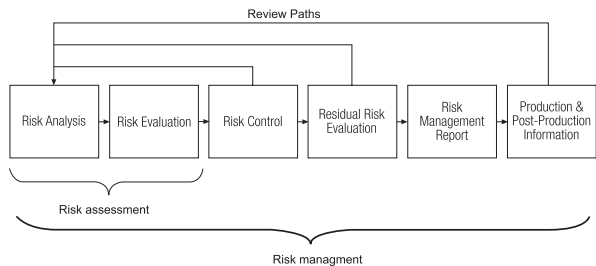 Review Paths
Risk Analysis
Risk Evaluation
Risk Control
Residual Risk
Evaluation
Risk
Management
Report
Production &
Post-Production
Information
Risk assessment
Risk managment